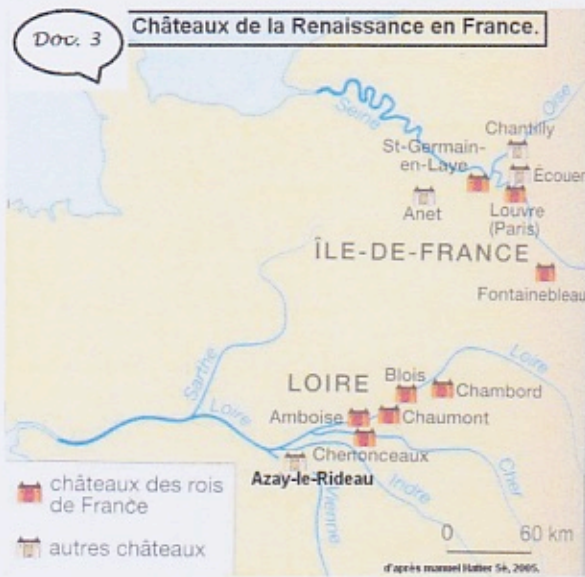 Doc. 3
Châteaux de la Renaissance en France.
Seine
Oise
Chantilly
St-Germain-
en-Laye
Écouen
Anet
Louvre
(Paris)
ÎLE-DE-FRANCE
Fontainebleau
Sarthe
Loire
LOIRE
Blois
Loire
Chambord
Amboise
Chaumont
Chenonceaux
Azay-le-Rideau
Cher
Indre
Vienne
châteaux des rois
de France
autres châteaux
0 60 km
d'après manuel Hatier 5è, 2005.